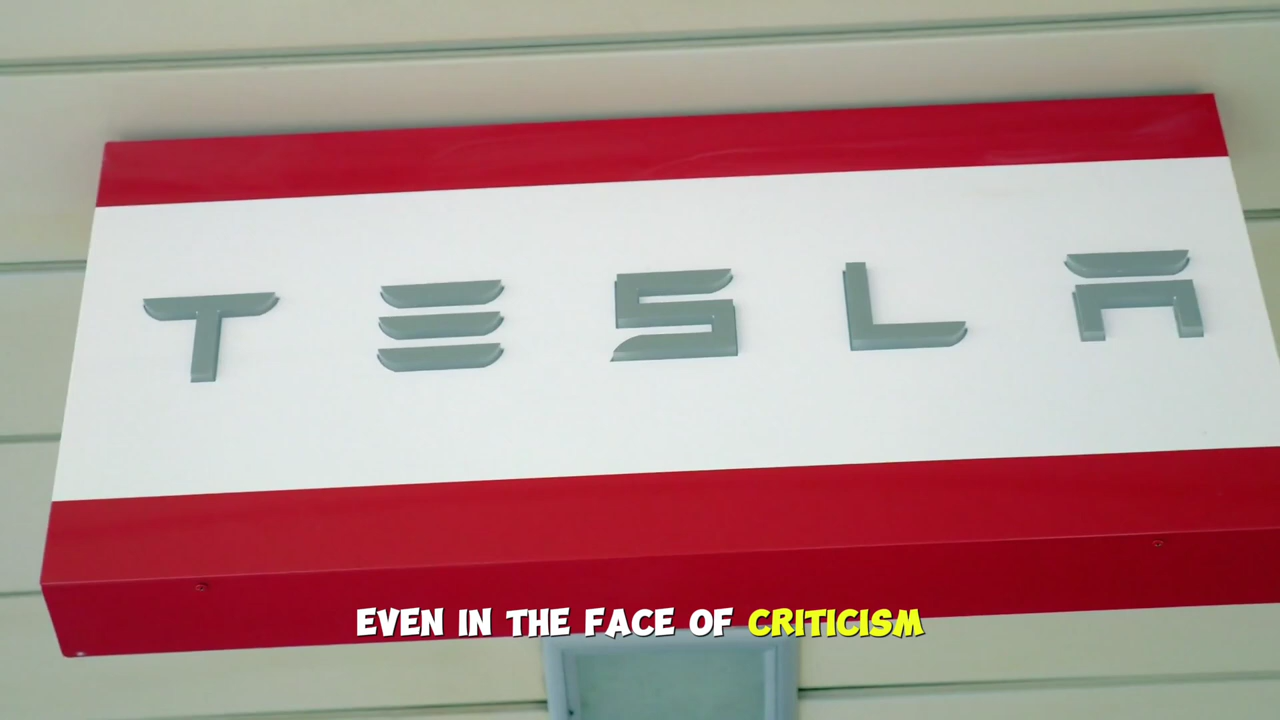 TESLA
EVEN IN THE FACE OF CRITICISM